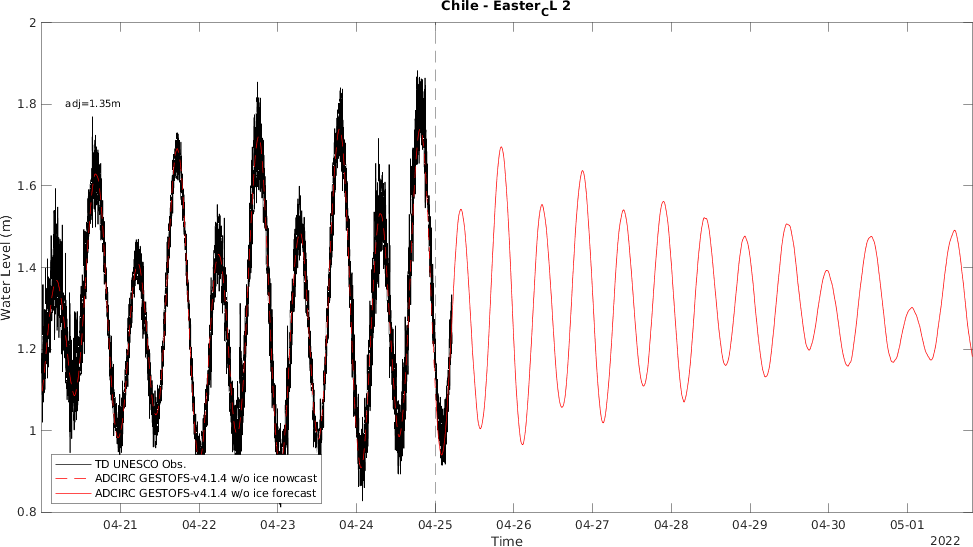 Chile - Easter_CL 2
2
1.8
adj=1.35m
1.6
1.4
Water Level (m)
1.2
1
TD UNESCO Obs.
ADCIRC GESTOFS-v4.1.4 w/o ice nowcast
ADCIRC GESTOFS-v4.1.4 w/o ice forecast
0.8
04-21 04-22 04-23 04-24 04-25 04-26 04-27 04-28 04-29 04-30 05-01
Time
2022